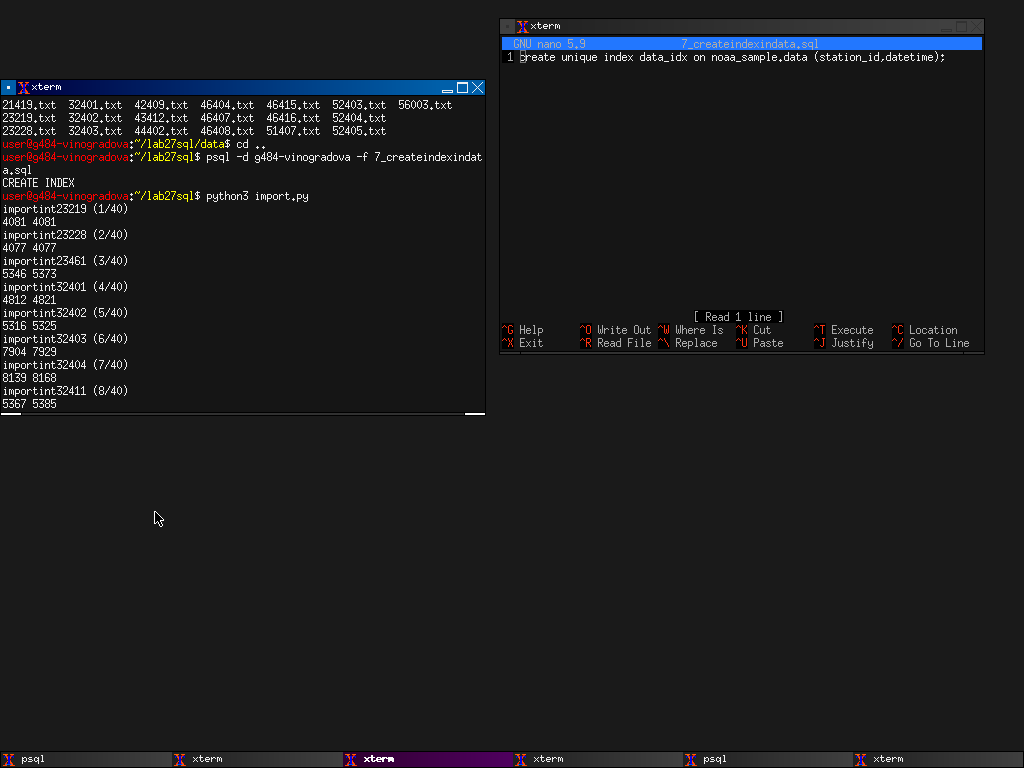 xterm
21419.txt 32401.txt 42409.txt 46404.txt 46415.txt 52403.txt 56003.txt
23219.txt 32402.txt 43412.txt 46407.txt 46416.txt 52404.txt
23228.txt 32403.txt 44402.txt 46408.txt 51407.txt 52405.txt
user@g484-vinogradova:~/lab27sql/data$ cd ..
user@g484-vinogradova:~/lab27sql$ psql -d g484-vinogradova -f 7_createindexindat
a.sql
CREATE INDEX
user@g484-vinogradova:~/lab27sql$ python3 import.py
importint23219 (1/40)
4081 4081
importint23228 (2/40)
4077 4077
importint23461 (3/40)
5346 5373
importint32401 (4/40)
4812 4821
importint32402 (5/40)
5316 5325
importint32403 (6/40)
7904 7929
importint32404 (7/40)
8139 8168
importint32411 (8/40)
5367 5385
xterm
GNU nano 5.9 7_createindexindata.sql
1 create unique index data_idx on noaa_sample.data (station_id,datetime);
[ Read 1 line ]
^G Help ^O Write Out ^W Where Is ^K Cut ^T Execute ^C Location
^X Exit ^R Read File ^\ Replace ^U Paste ^J Justify ^/ Go To Line
psql xterm xterm xterm psql xterm